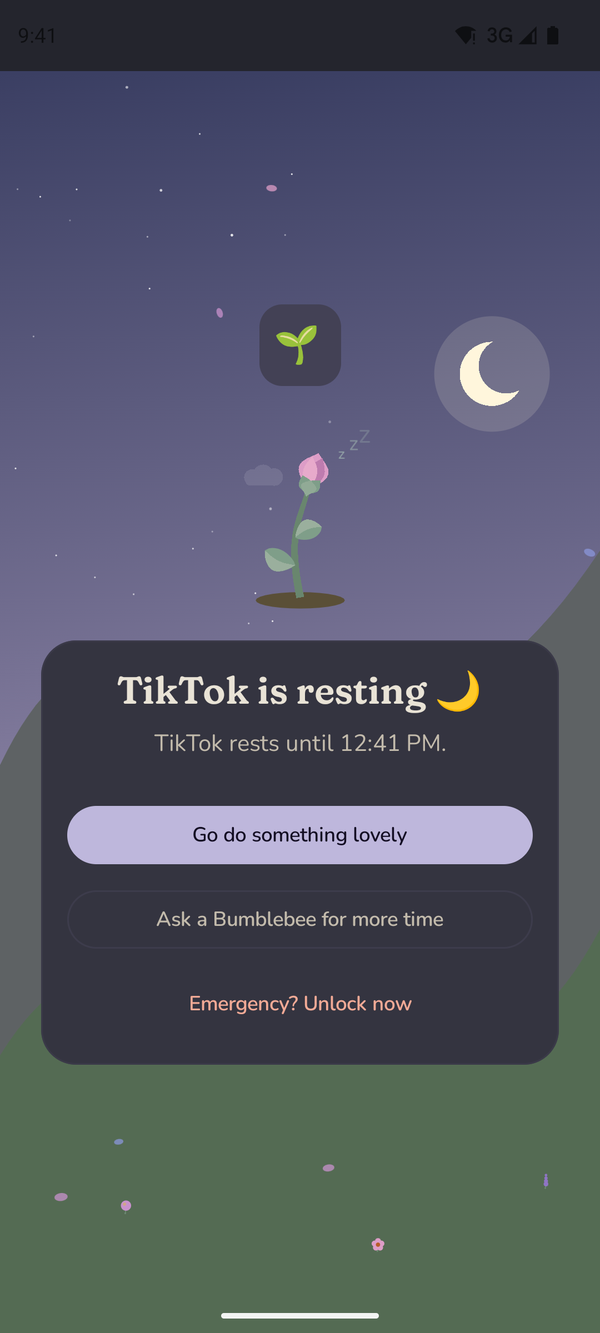 9:41
3G
z z Z
TikTok is resting 🌙
TikTok rests until 12:41 PM.
Go do something lovely
Ask a Bumblebee for more time
Emergency? Unlock now